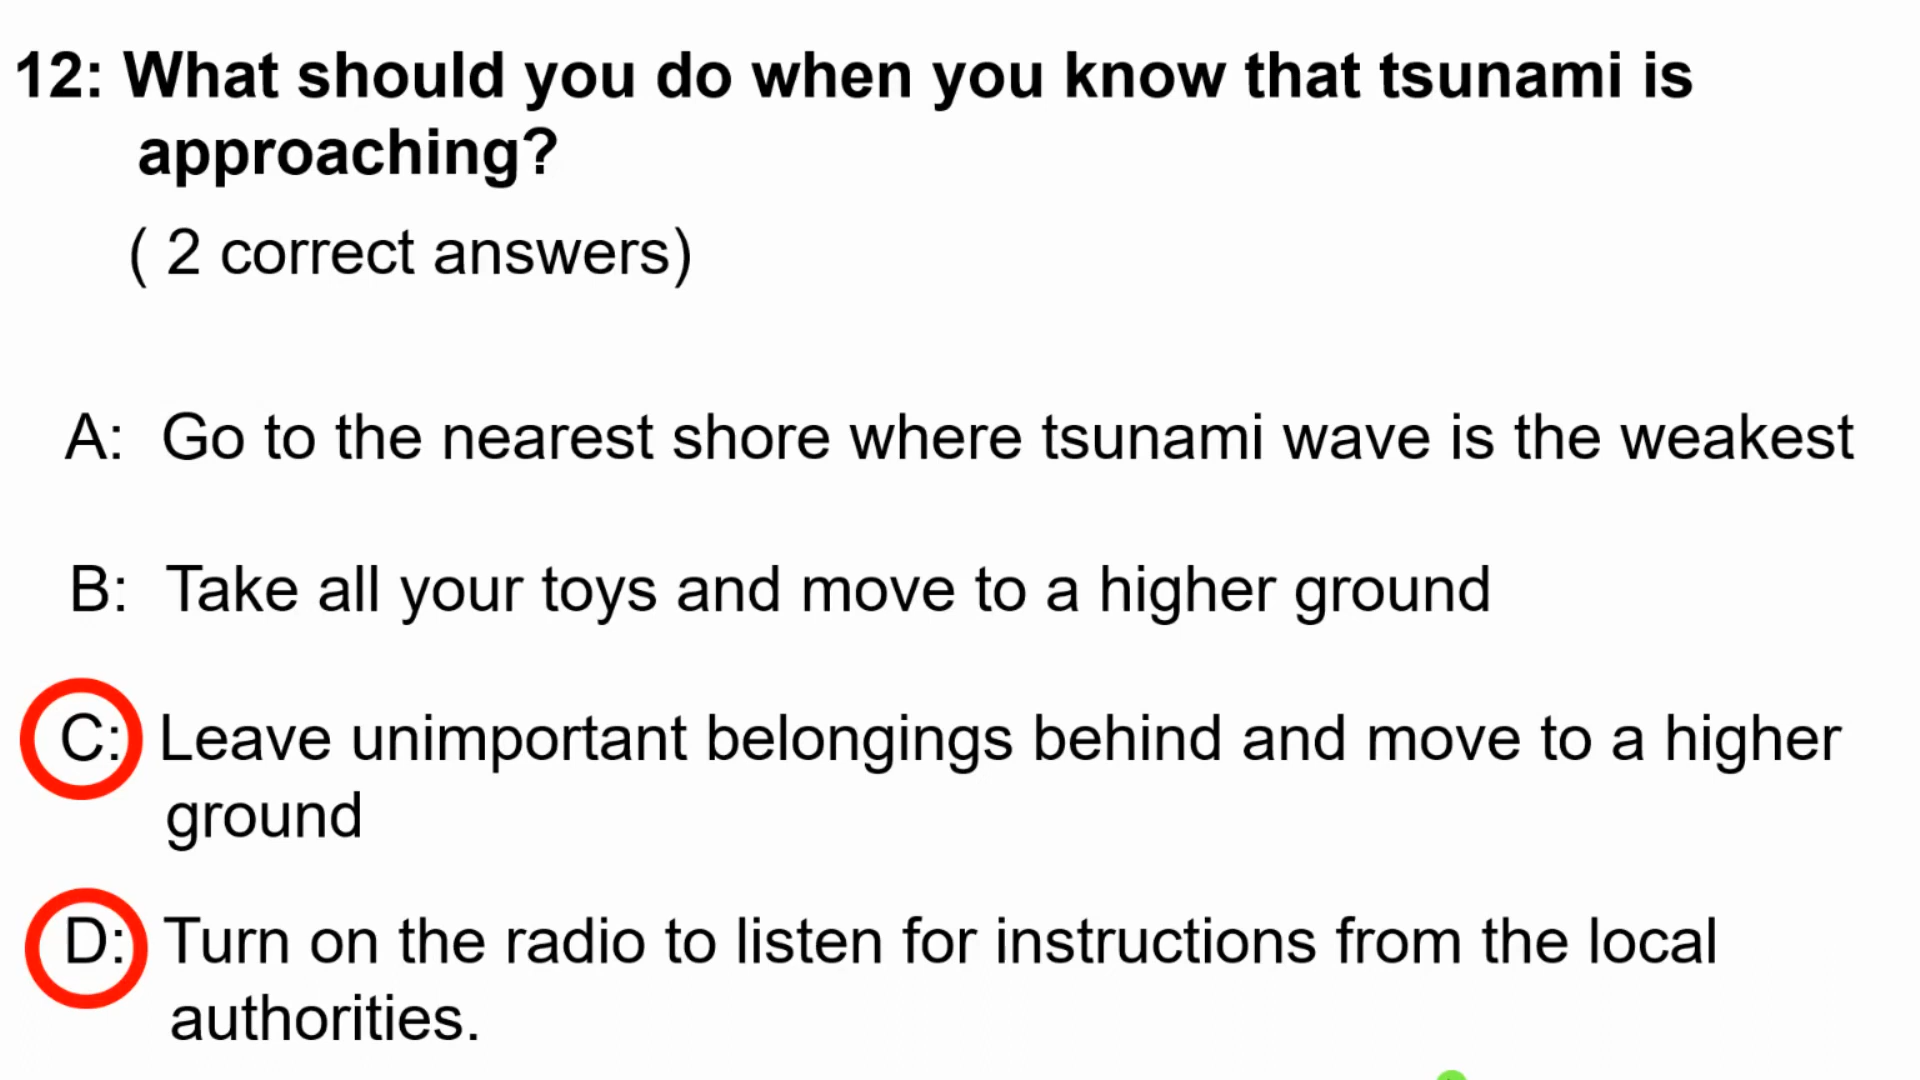 12: What should you do when you know that tsunami is
approaching?
( 2 correct answers)
A: Go to the nearest shore where tsunami wave is the weakest
B: Take all your toys and move to a higher ground
C: Leave unimportant belongings behind and move to a higher
ground
D: Turn on the radio to listen for instructions from the local
authorities.